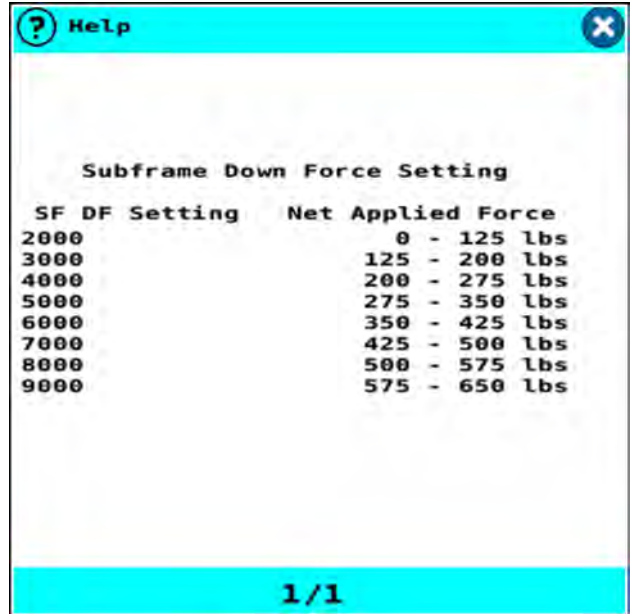 ? Help
Subframe Down Force Setting
SF DF Setting Net Applied Force
2000 0 - 125 lbs
3000 125 - 200 lbs
4000 200 - 275 lbs
5000 275 - 350 lbs
6000 350 - 425 lbs
7000 425 - 500 lbs
8000 500 - 575 lbs
9000 575 - 650 lbs
1/1